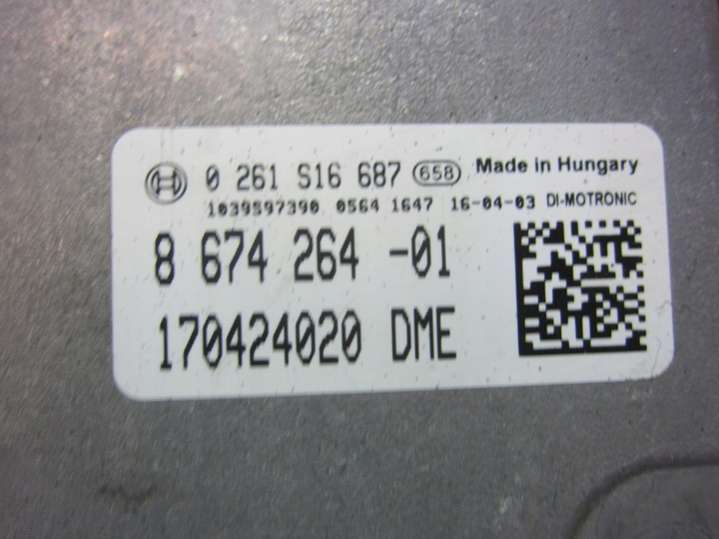 0 261 S16 687 658 Made in Hungary
1039S97390 0564 1647 16-04-03 DI-MOTRONIC
8 674 264 -01
170424020 DME